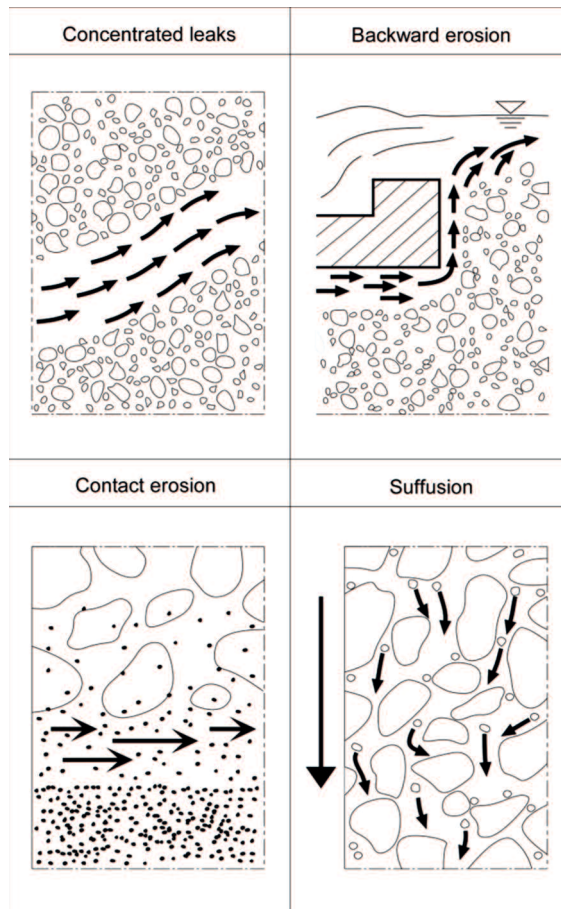 Concentrated leaks
Backward erosion
Contact erosion
Suffusion